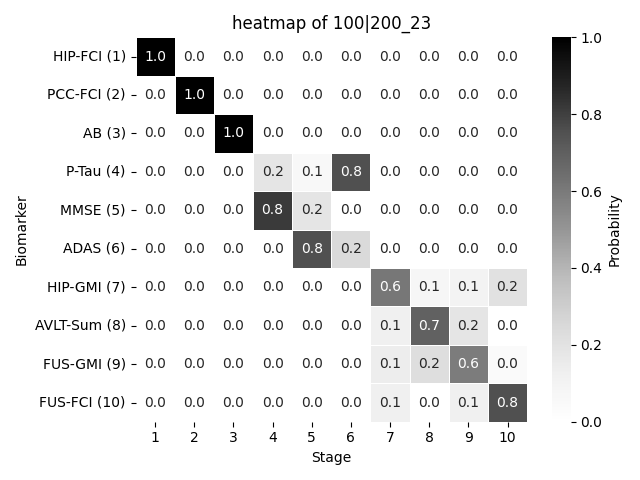 heatmap of 100|200_23
HIP-FCI (1) 1.0 0.0 0.0 0.0 0.0 0.0 0.0 0.0 0.0 0.0
PCC-FCI (2) 0.0 1.0 0.0 0.0 0.0 0.0 0.0 0.0 0.0 0.0
AB (3) 0.0 0.0 1.0 0.0 0.0 0.0 0.0 0.0 0.0 0.0
P-Tau (4) 0.0 0.0 0.0 0.2 0.1 0.8 0.0 0.0 0.0 0.0
MMSE (5) 0.0 0.0 0.0 0.8 0.2 0.0 0.0 0.0 0.0 0.0
ADAS (6) 0.0 0.0 0.0 0.0 0.8 0.2 0.0 0.0 0.0 0.0
HIP-GMI (7) 0.0 0.0 0.0 0.0 0.0 0.0 0.6 0.1 0.1 0.2
AVLT-Sum (8) 0.0 0.0 0.0 0.0 0.0 0.0 0.1 0.7 0.2 0.0
FUS-GMI (9) 0.0 0.0 0.0 0.0 0.0 0.0 0.1 0.2 0.6 0.0
FUS-FCI (10) 0.0 0.0 0.0 0.0 0.0 0.0 0.1 0.0 0.1 0.8
1 2 3 4 5 6 7 8 9 10
Stage
Biomarker
1.0
0.8
0.6
0.4
0.2
0.0
Probability